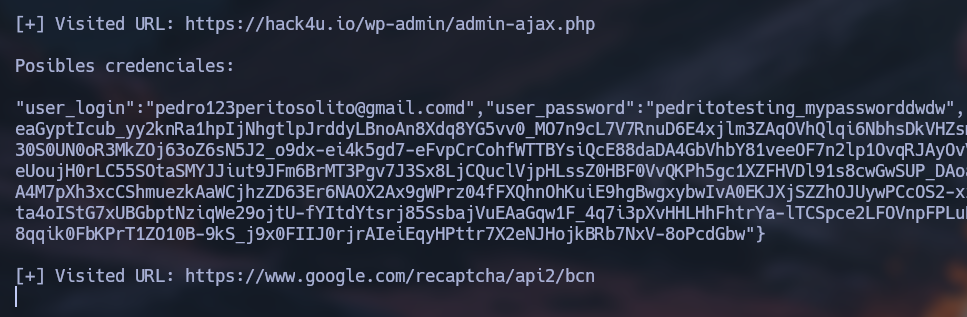 [+] Visited URL: https://hack4u.io/wp-admin/admin-ajax.php
Posibles credenciales:
"user_login":"pedro123peritosolito@gmail.comd","user_password":"pedritotesting_mypassworddwdw",
eaGyptIcub_yy2knRa1hpIjNhgtlpJrddyLBnoAn8Xdq8YG5vv0_MO7n9cL7V7RnuD6E4xjlm3ZAqOVhQlqi6NbhsDkVHZs
30S0UN0oR3MkZOj63oZ6sN5J2_o9dx-ei4k5gd7-eFvpCrCohfWTTBYsiQcE88daDA4GbVhbY81veeOF7n2lp1OvqRJAyOv
eUoujH0rLC55SOtaSMYJJiut9JFm6BrMT3Pgv7J3Sx8LjCQuclVjpHLssZ0HBF0VvQKPh5gc1XZFHVDl91s8cwGwSUP_DAo
A4M7pXh3xcCShmuezkAaWCjhzZD63Er6NAOX2Ax9gWPrz04fFXQhnOhKuiE9hgBwgxybwIvA0EKJXjSZZhOJUywPCcOS2-x
ta4oIStG7xUBGbptNziqWe29ojtU-fYItdYtsrj85SsbajVuEAaGqw1F_4q7i3pXvHHLHhFhtrYa-lTCSpce2LFOVnpFPLu
8qqik0FbKPrT1ZO10B-9kS_j9x0FIIJ0rjrAIeiEqyHPttr7X2eNJHojkBRb7NxV-8oPcdGbw"}
[+] Visited URL: https://www.google.com/recaptcha/api2/bcn